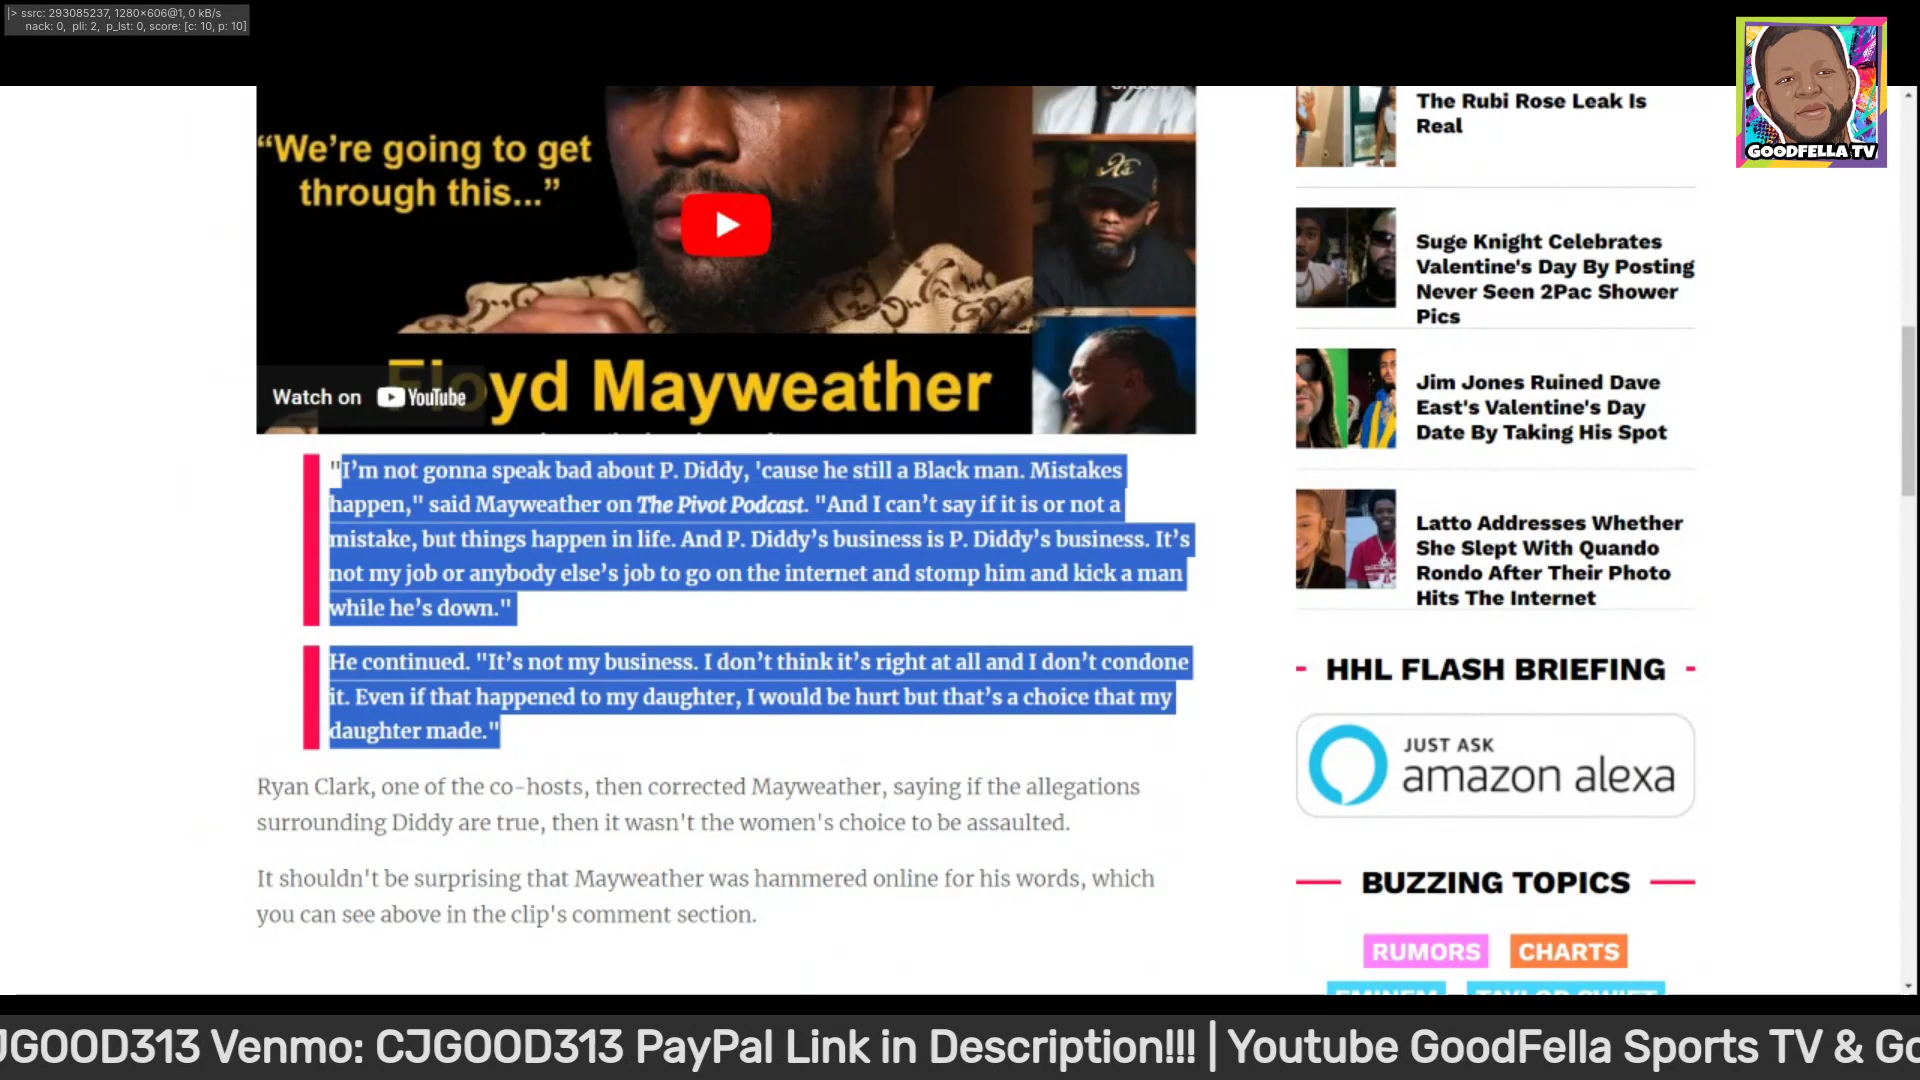 |> ssrc: 293085237, 1280×606@1, 0 kB/s
nack: 0, pli: 2, p_lst: 0, score: [c: 10, p: 10]
GOODFELLA TV
“We’re going to get
through this...”
Floyd Mayweather
Watch on YouTube
"I’m not gonna speak bad about P. Diddy, 'cause he still a Black man. Mistakes
happen," said Mayweather on The Pivot Podcast. "And I can’t say if it is or not a
mistake, but things happen in life. And P. Diddy’s business is P. Diddy’s business. It’s
not my job or anybody else’s job to go on the internet and stomp him and kick a man
while he’s down."
He continued. "It’s not my business. I don’t think it’s right at all and I don’t condone
it. Even if that happened to my daughter, I would be hurt but that’s a choice that my
daughter made."
Ryan Clark, one of the co-hosts, then corrected Mayweather, saying if the allegations
surrounding Diddy are true, then it wasn't the women's choice to be assaulted.
It shouldn't be surprising that Mayweather was hammered online for his words, which
you can see above in the clip's comment section.
The Rubi Rose Leak Is
Real
Suge Knight Celebrates
Valentine's Day By Posting
Never Seen 2Pac Shower
Pics
Jim Jones Ruined Dave
East's Valentine's Day
Date By Taking His Spot
Latto Addresses Whether
She Slept With Quando
Rondo After Their Photo
Hits The Internet
HHL FLASH BRIEFING
JUST ASK
amazon alexa
BUZZING TOPICS
RUMORS CHARTS
EMINEM TAYLOR SWIFT
JGOOD313 Venmo: CJGOOD313 PayPal Link in Description!!! | Youtube GoodFella Sports TV & Go